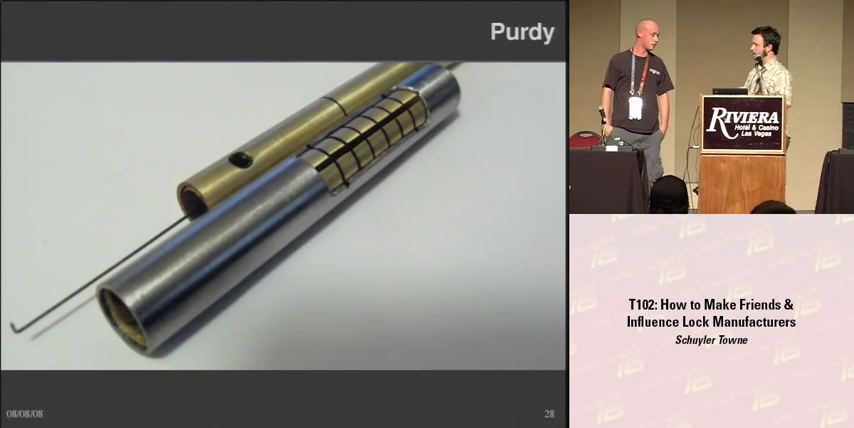 Purdy
08/08/08
28
RIVIERA
Hotel & Casino
Las Vegas
T102: How to Make Friends &
Influence Lock Manufacturers
Schuyler Towne